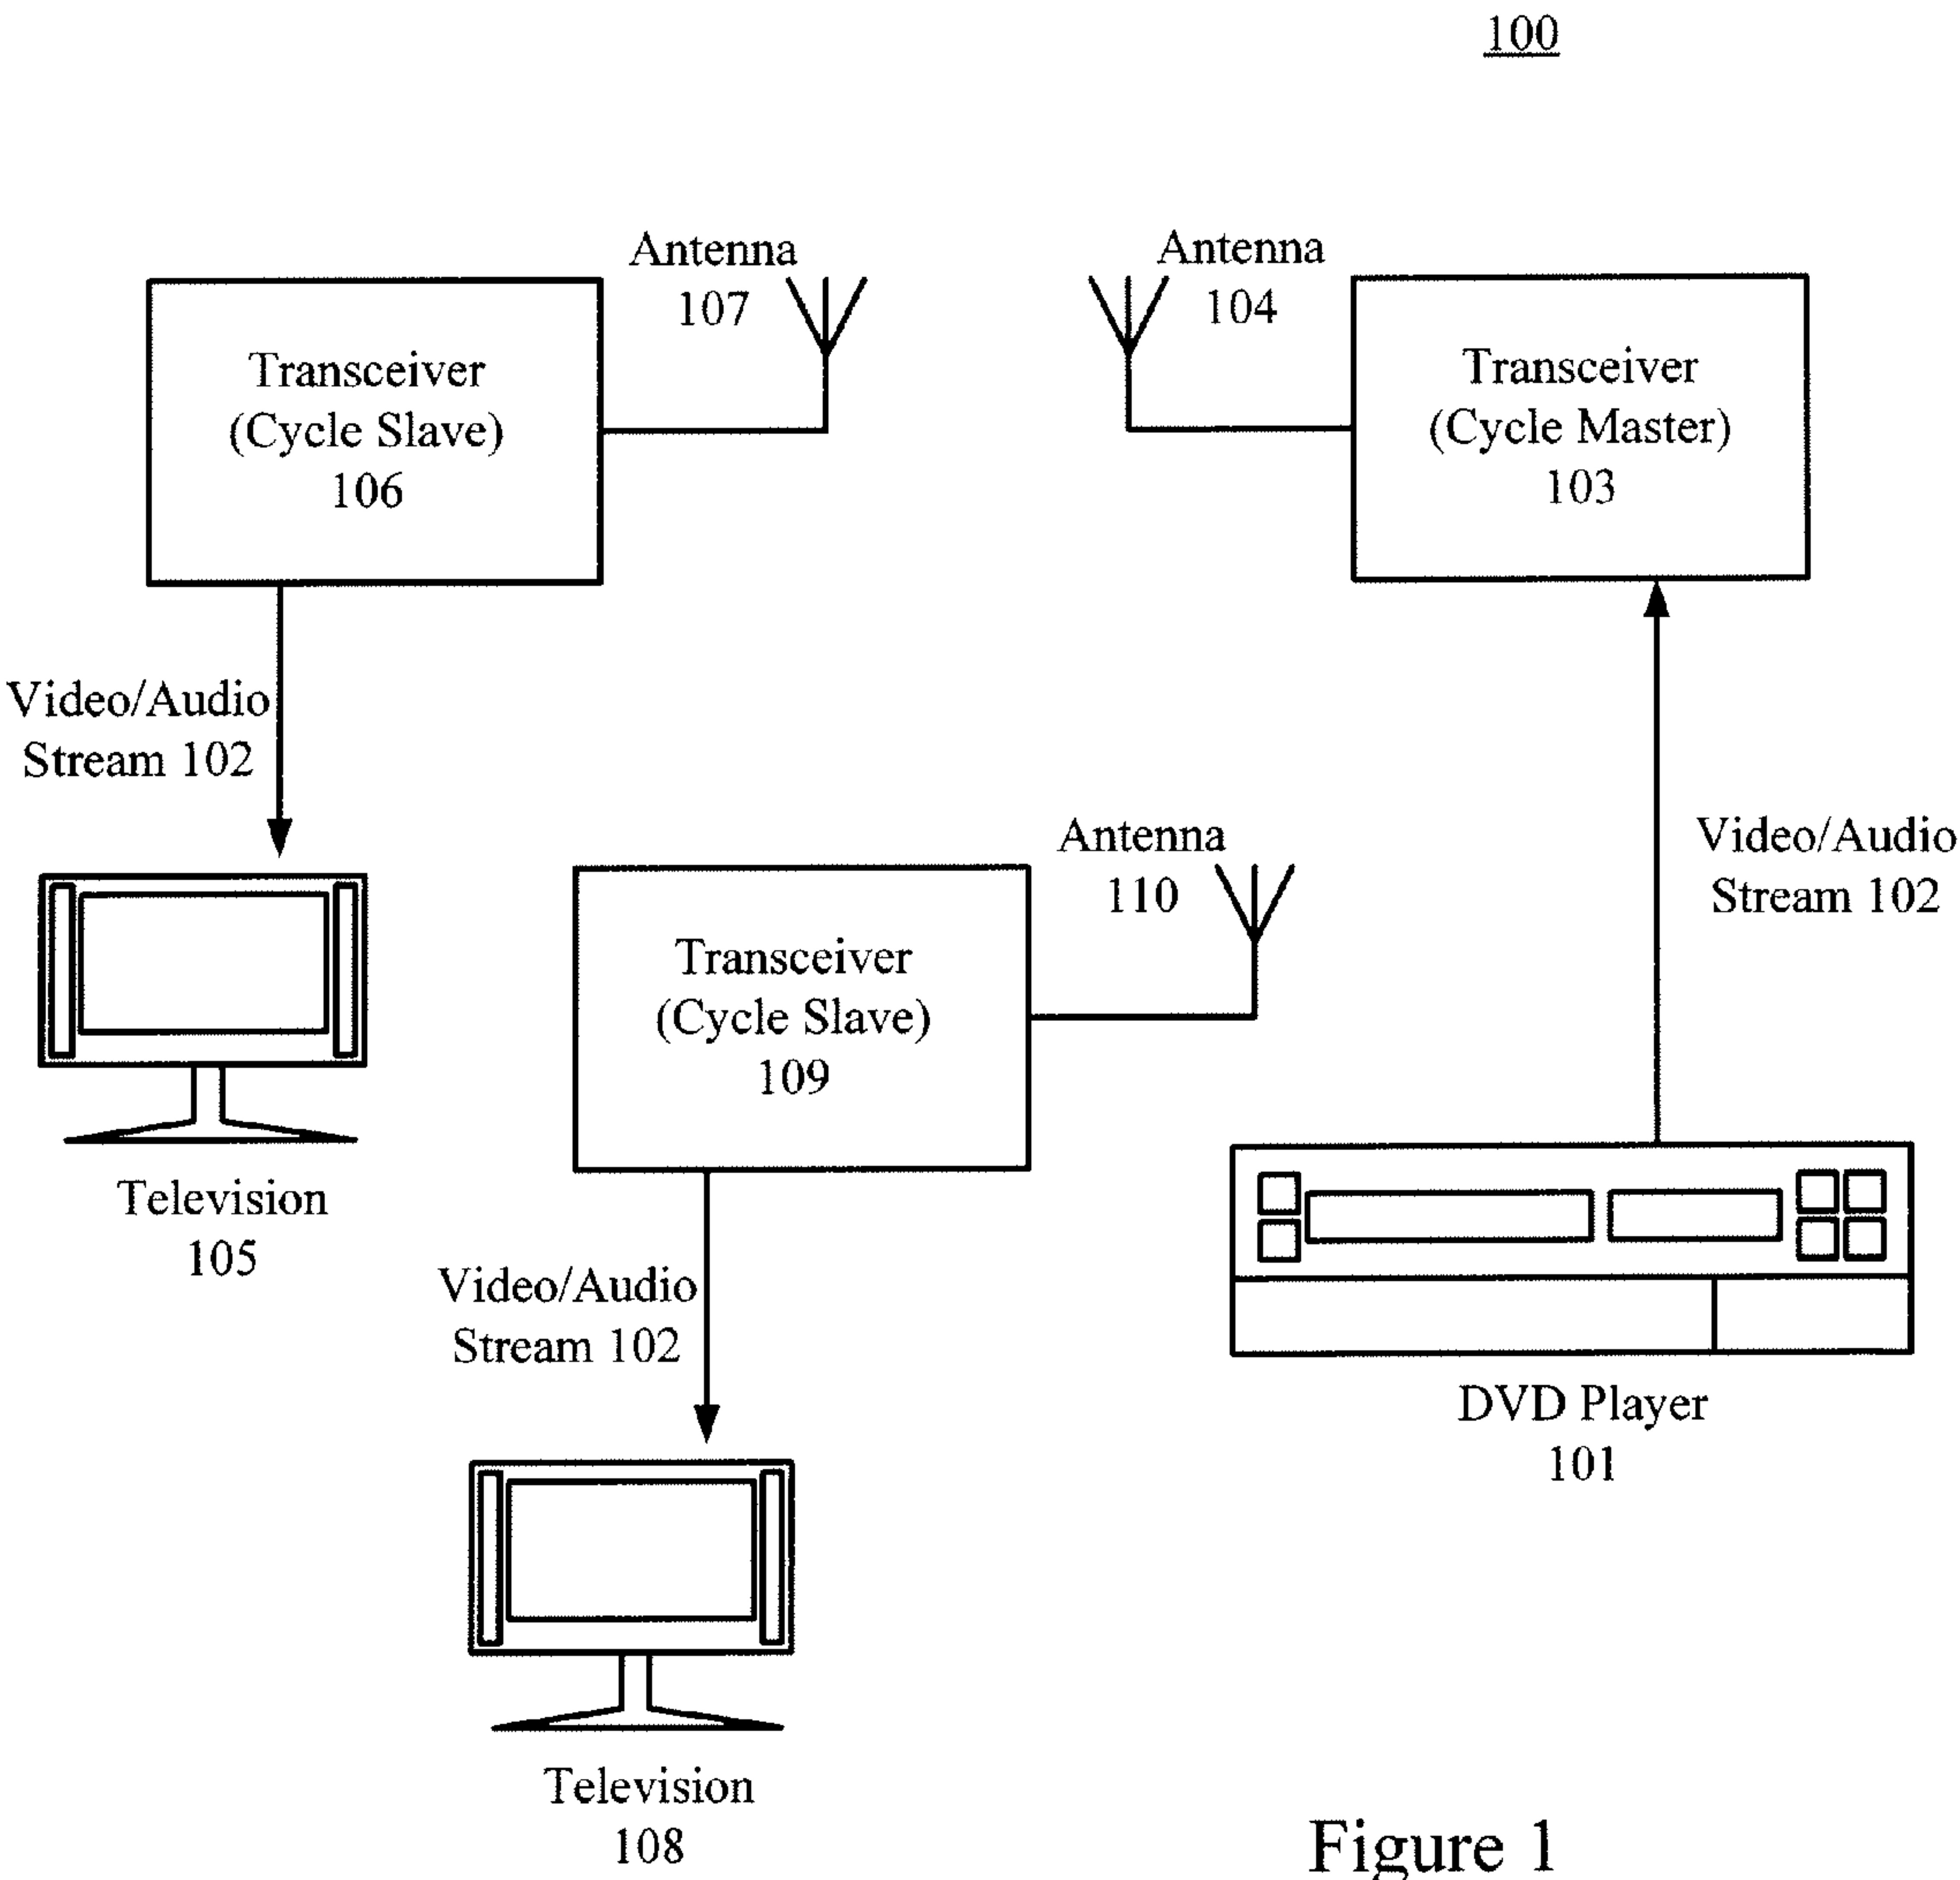 100
Antenna
107
Antenna
104
Transceiver
(Cycle Slave)
106
Transceiver
(Cycle Master)
103
Video/Audio
Stream 102
Antenna
110
Video/Audio
Stream 102
Transceiver
(Cycle Slave)
109
Television
105
Video/Audio
Stream 102
DVD Player
101
Television
108
Figure 1